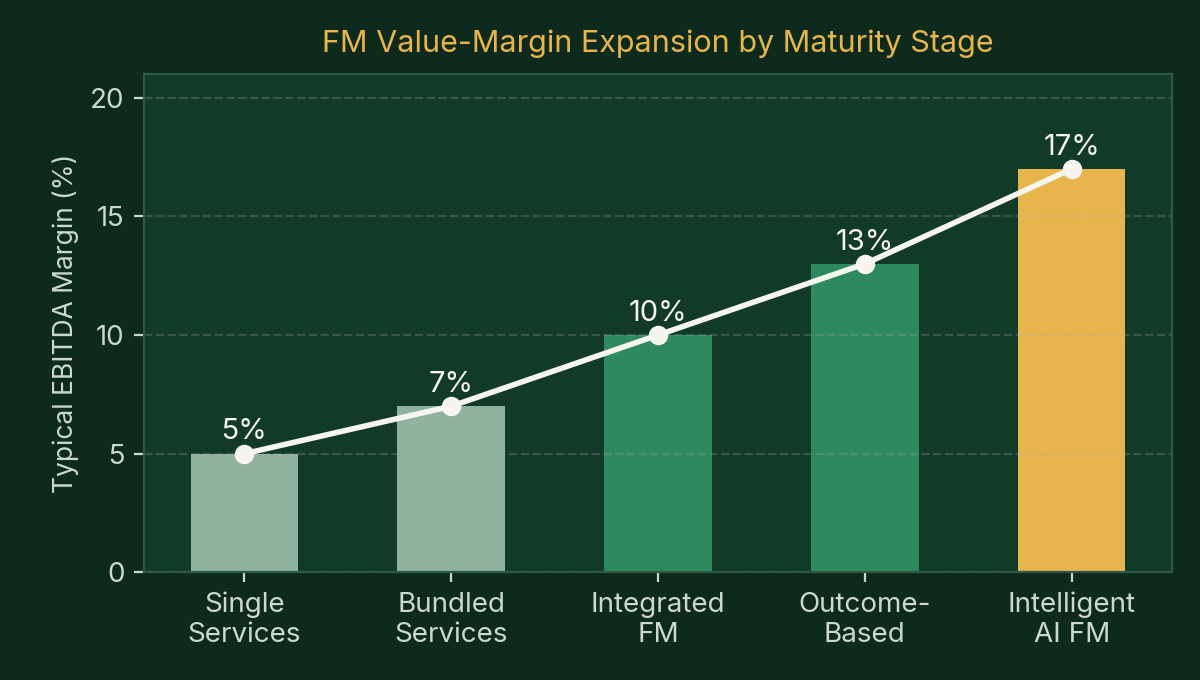 FM Value-Margin Expansion by Maturity Stage
Typical EBITDA Margin (%)
20
15
10
5
0
5%
7%
10%
13%
17%
Single
Services
Bundled
Services
Integrated
FM
Outcome-
Based
Intelligent
AI FM